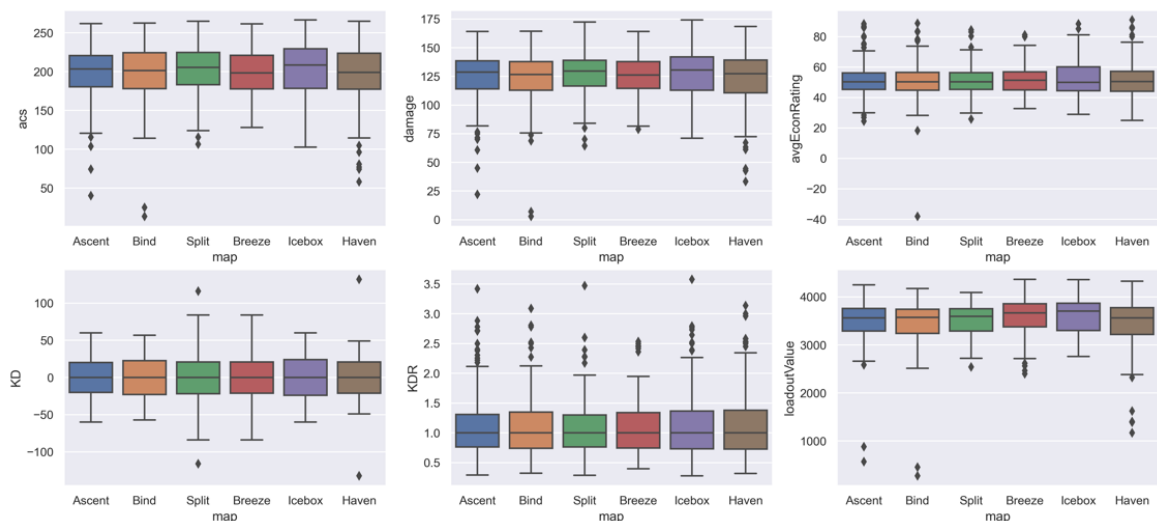 250
200
150
100
50
acs
Ascent Bind Split Breeze Icebox Haven
map
175
150
125
100
75
50
25
0
damage
Ascent Bind Split Breeze Icebox Haven
map
80
60
40
20
0
−20
−40
avgEconRating
Ascent Bind Split Breeze Icebox Haven
map
100
50
0
−50
−100
KD
Ascent Bind Split Breeze Icebox Haven
map
3.5
3.0
2.5
2.0
1.5
1.0
0.5
KDR
Ascent Bind Split Breeze Icebox Haven
map
4000
3000
2000
1000
loadoutValue
Ascent Bind Split Breeze Icebox Haven
map